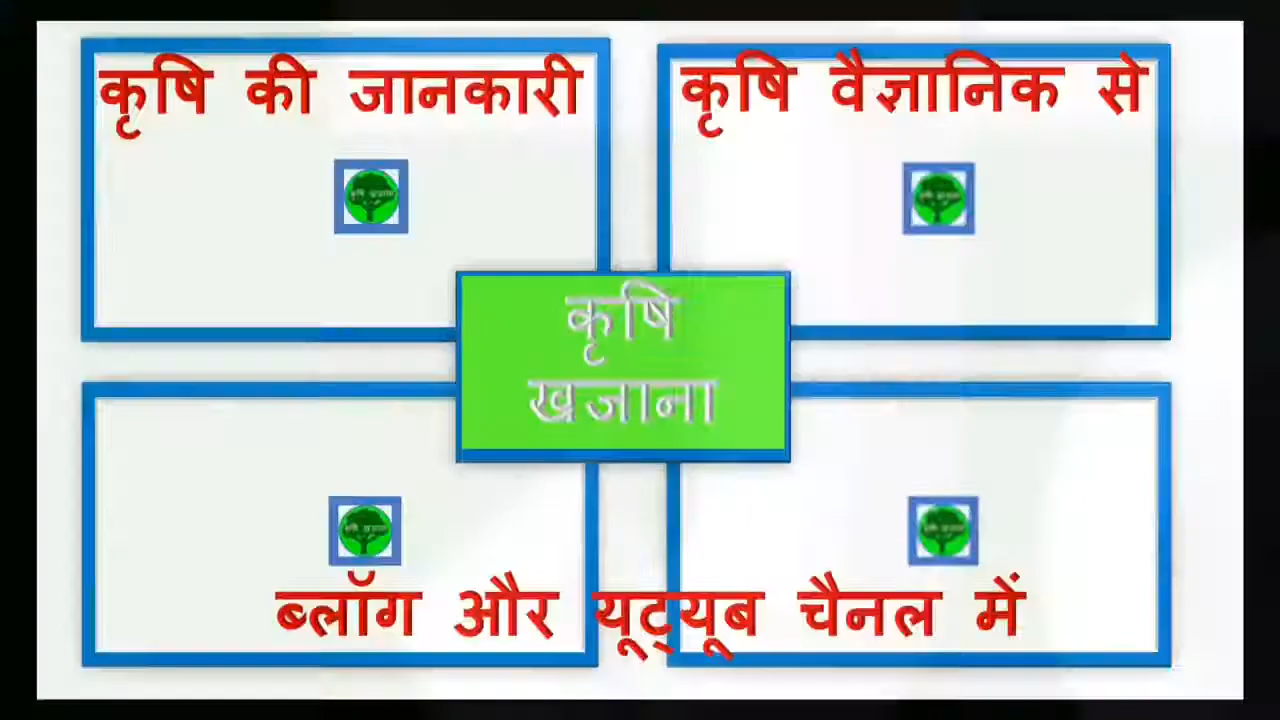 कृषि की जानकारी
कृषि वैज्ञानिक से
कृषि
खजाना
ब्लॉग और यूट्यूब चैनल में